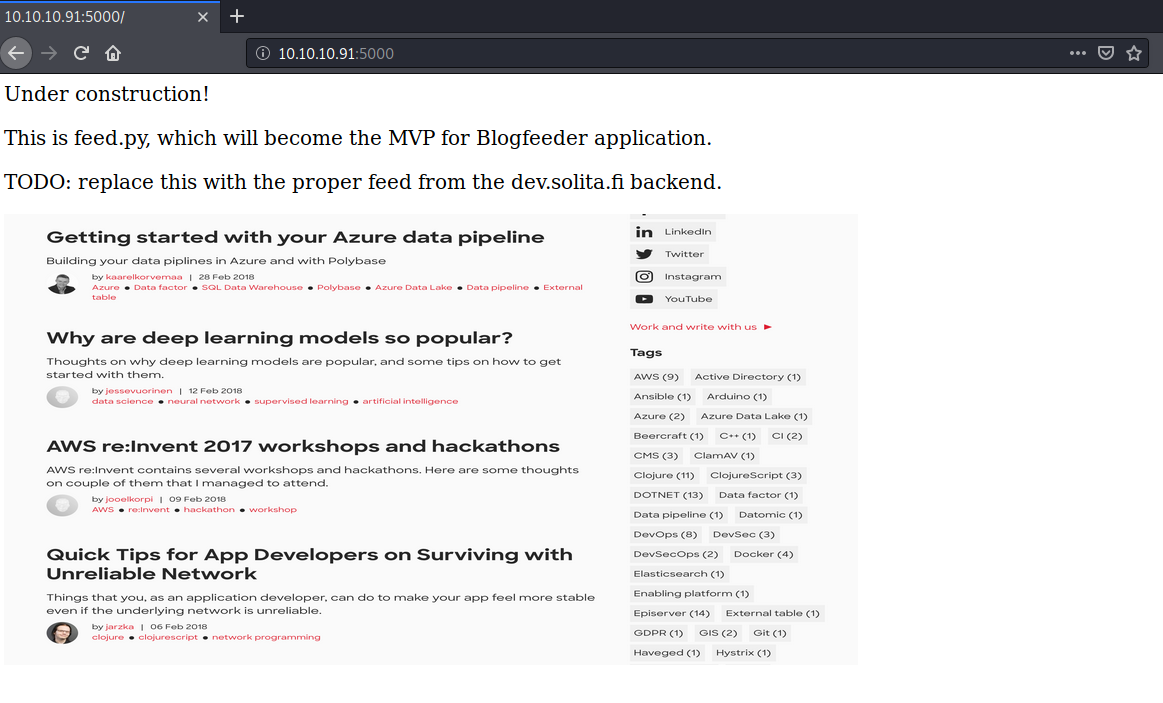 10.10.10.91:5000/
10.10.10.91:5000
Under construction!
This is feed.py, which will become the MVP for Blogfeeder application.
TODO: replace this with the proper feed from the dev.solita.fi backend.
Getting started with your Azure data pipeline
Building your data piplines in Azure and with Polybase
by kaarelkorvemaa | 28 Feb 2018
Azure ● Data factor ● SQL Data Warehouse ● Polybase ● Azure Data Lake ● Data pipeline ● External
table
Why are deep learning models so popular?
Thoughts on why deep learning models are popular, and some tips on how to get
started with them.
by jessevuorinen | 12 Feb 2018
data science ● neural network ● supervised learning ● artificial intelligence
AWS re:Invent 2017 workshops and hackathons
AWS re:Invent contains several workshops and hackathons. Here are some thoughts
on couple of them that I managed to attend.
by jooelkorpi | 09 Feb 2018
AWS ● re:Invent ● hackathon ● workshop
Quick Tips for App Developers on Surviving with
Unreliable Network
Things that you, as an application developer, can do to make your app feel more stable
even if the underlying network is unreliable.
by jarzka | 06 Feb 2018
clojure ● clojurescript ● network programming
LinkedIn
Twitter
Instagram
YouTube
Work and write with us ►
Tags
AWS (9) Active Directory (1)
Ansible (1) Arduino (1)
Azure (2) Azure Data Lake (1)
Beercraft (1) C++ (1) CI (2)
CMS (3) ClamAV (1)
Clojure (11) ClojureScript (3)
DOTNET (13) Data factor (1)
Data pipeline (1) Datomic (1)
DevOps (8) DevSec (3)
DevSecOps (2) Docker (4)
Elasticsearch (1)
Enabling platform (1)
Episerver (14) External table (1)
GDPR (1) GIS (2) Git (1)
Haveged (1) Hystrix (1)